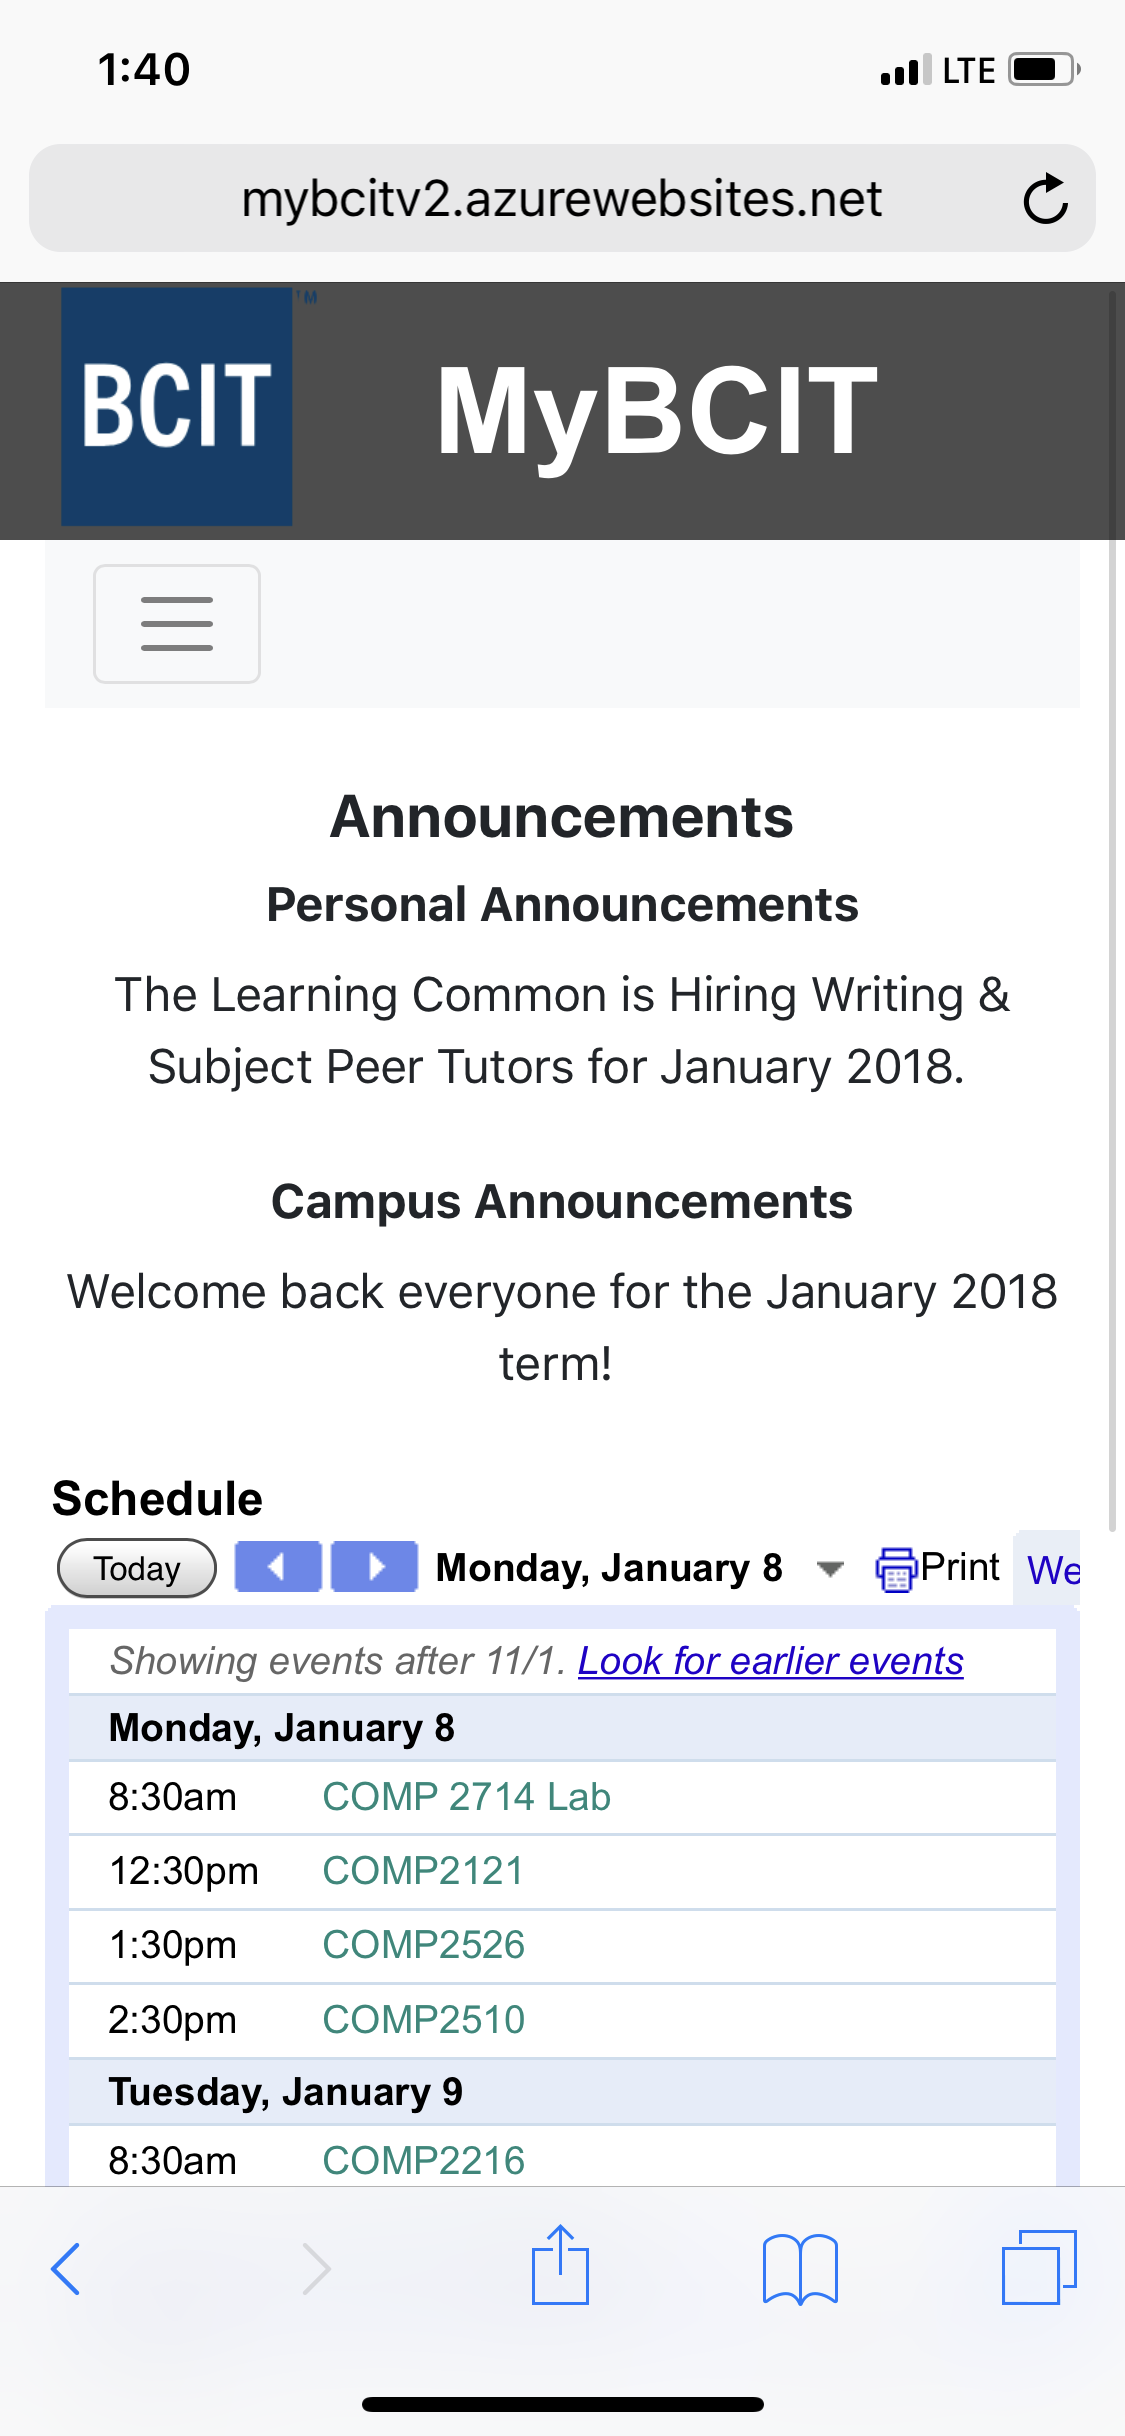 1:40
LTE
mybcitv2.azurewebsites.net
BCIT
TM
MyBCIT
Announcements
Personal Announcements
The Learning Common is Hiring Writing &
Subject Peer Tutors for January 2018.
Campus Announcements
Welcome back everyone for the January 2018
term!
Schedule
Today Monday, January 8 Print We
Showing events after 11/1. Look for earlier events
Monday, January 8
8:30am COMP 2714 Lab
12:30pm COMP2121
1:30pm COMP2526
2:30pm COMP2510
Tuesday, January 9
8:30am COMP2216